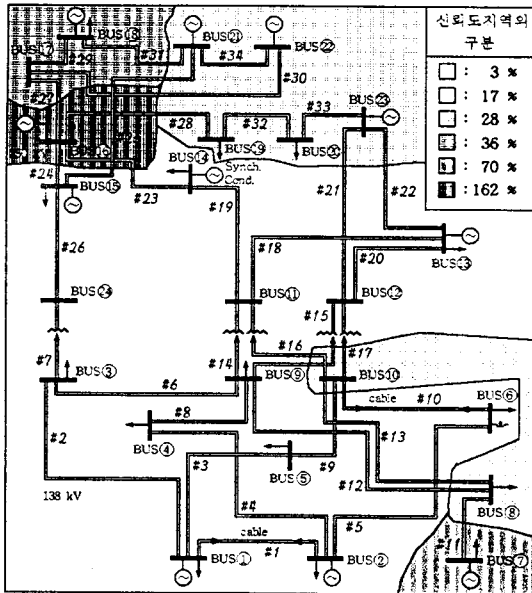 신뢰도지역의
구분
: 3 %
: 17 %
: 28 %
: 36 %
: 70 %
: 162 %
BUS⑱
BUS㉑
BUS㉒
#31
#34
#29
#30
#27
#28
#32
#33
BUS㉓
BUS⑲
BUS⑳
BUS⑯
BUS⑭
Synch.
Cond.
#24
BUS⑮
#23
#19
#21
#22
#26
#18
#20
BUS⑬
BUS㉔
BUS⑪
BUS⑫
#15
#16
#17
#7
BUS③
#14
BUS⑨
BUS⑩
#6
cable
#10
BUS⑥
#2
#8
BUS④
#13
#3
BUS⑤
#9
#12
138 kV
#4
#5
BUS⑧
cable
#1
BUS①
BUS②
BUS⑦